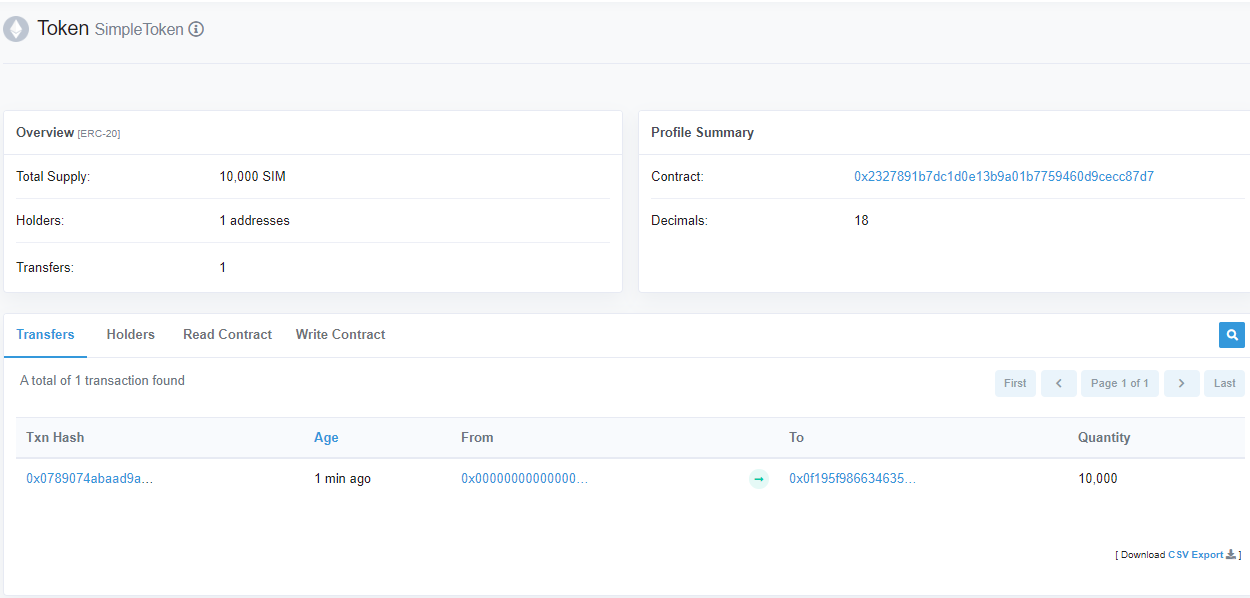 Token SimpleToken
Overview [ERC-20]
Total Supply: 10,000 SIM
Holders: 1 addresses
Transfers: 1
Profile Summary
Contract: 0x2327891b7dc1d0e13b9a01b7759460d9cecc87d7
Decimals: 18
Transfers Holders Read Contract Write Contract
A total of 1 transaction found
First Page 1 of 1 Last
Txn Hash Age From To Quantity
0x0789074abaad9a... 1 min ago 0x00000000000000... 0x0f195f986634635... 10,000
[ Download CSV Export ]